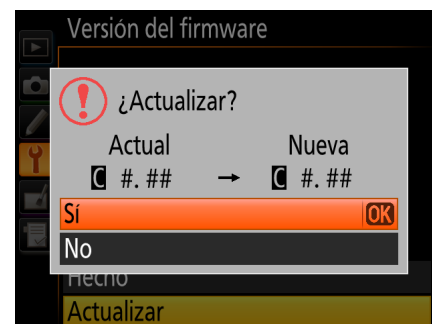 Versión del firmware
¿Actualizar?
Actual Nueva
C #. ## → C #. ##
Sí OK
No
Hecho
Actualizar